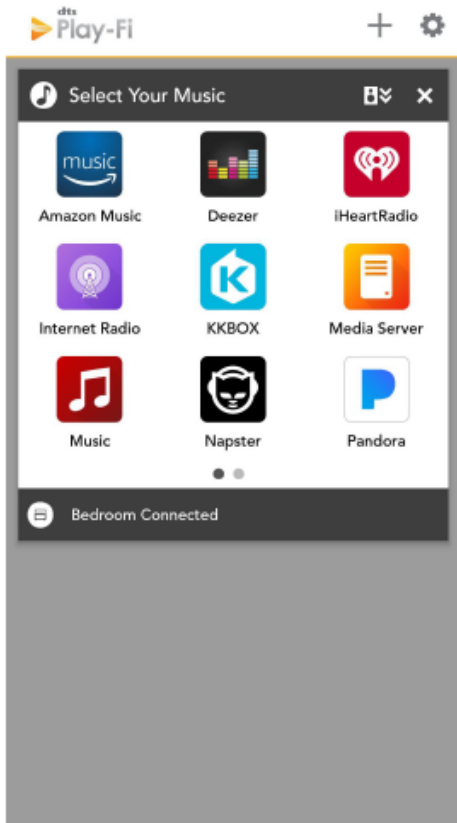 dts
Play-Fi
Select Your Music
music
Amazon Music
Deezer
iHeartRadio
Internet Radio
KKBOX
Media Server
Music
Napster
Pandora
Bedroom Connected